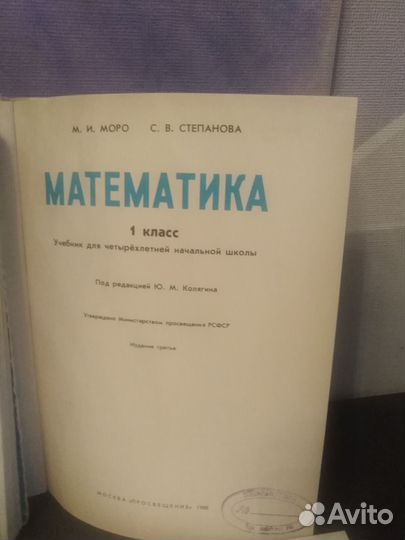 М. И. МОРО С. В. СТЕПАНОВА
МАТЕМАТИКА
1 класс
Учебник для четырёхлетней начальной школы
Под редакцией Ю. М. Колягина
Утверждено Министерством просвещения РСФСР
Издание третье
МОСКВА «ПРОСВЕЩЕНИЕ»
Avito